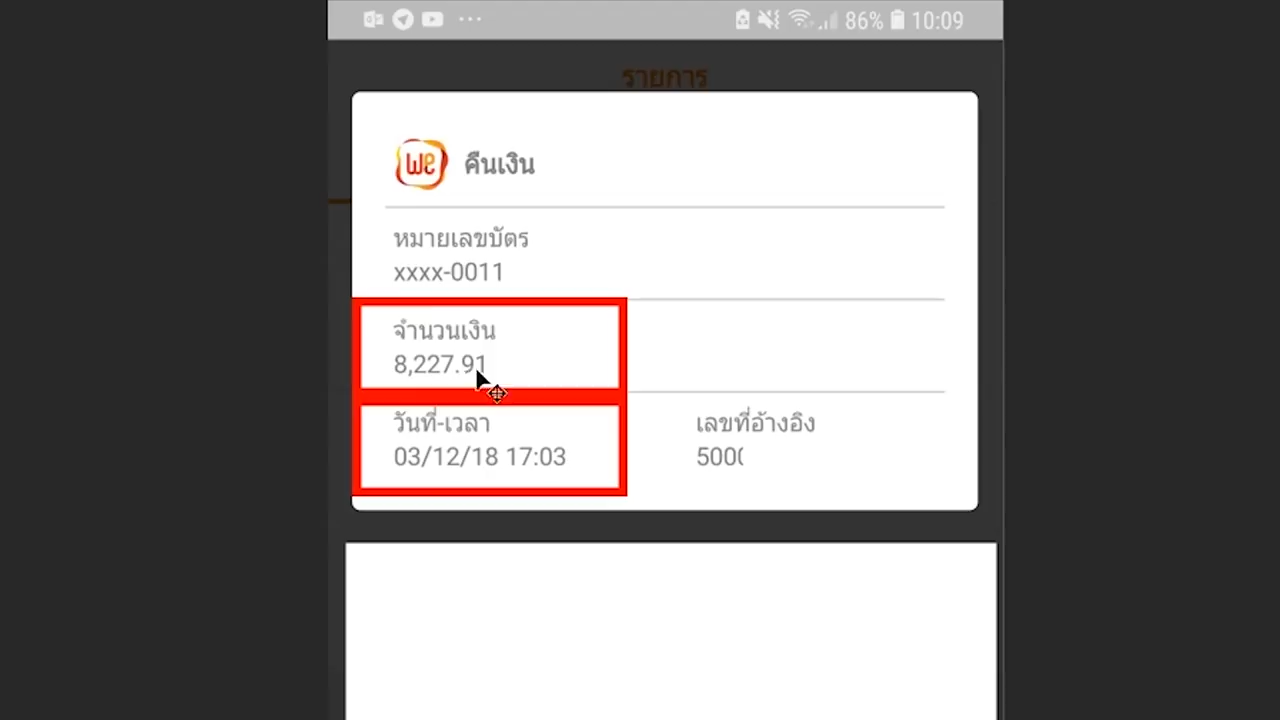 86% 10:09
รายการ
we คืนเงิน
หมายเลขบัตร
xxxx-0011
จำนวนเงิน
8,227.91
วันที่-เวลา
03/12/18 17:03
เลขที่อ้างอิง
500